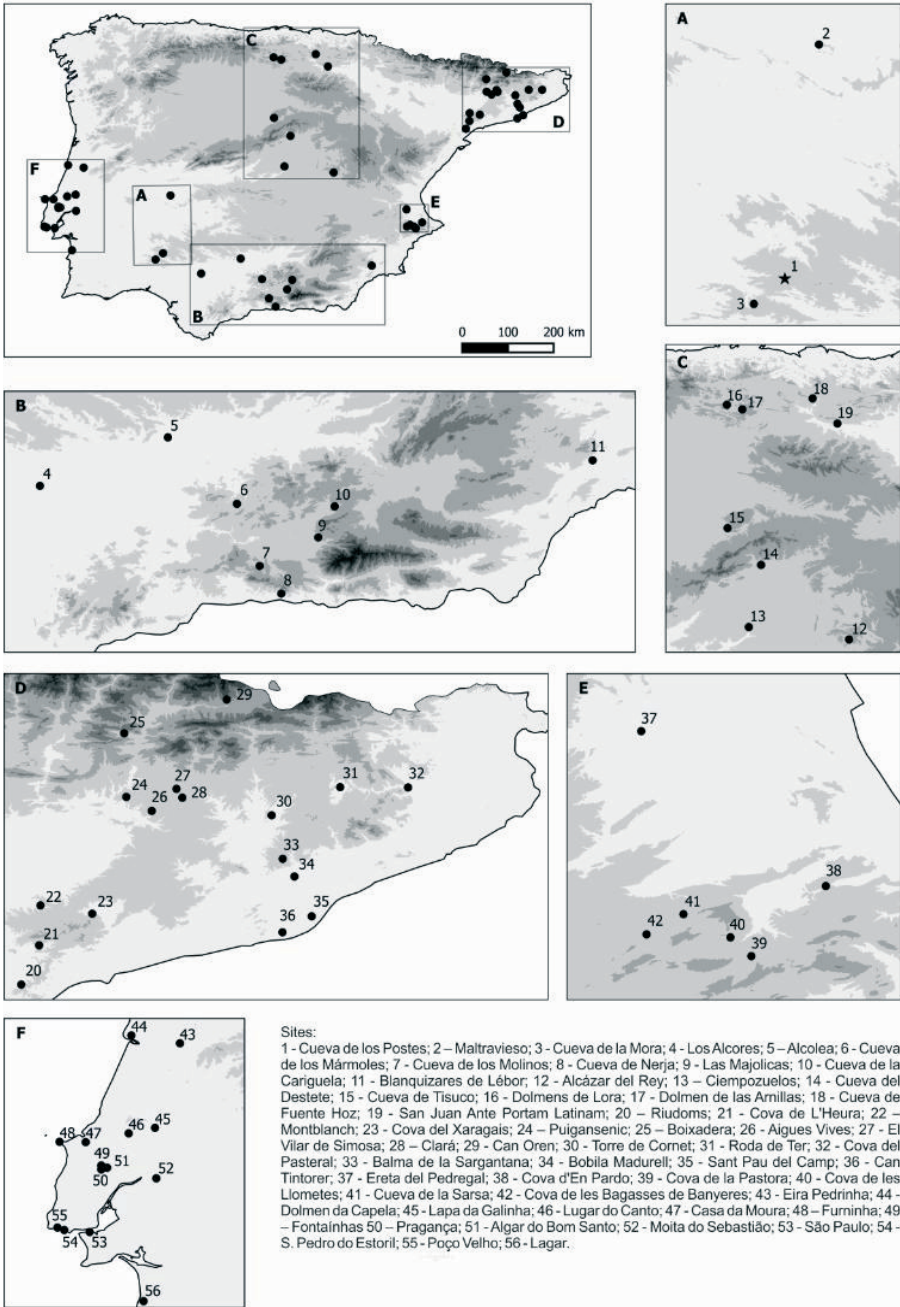 C
D
F
A
E
B
0 100 200 km
A
2
1
3
B
5
4
11
6
10
9
7
8
C
16
17
18
19
15
14
13
12
D
29
25
27
24
28
26
31
32
30
33
34
22
23
35
36
21
20
E
37
38
41
42
40
39
F
44
43
46
45
48
47
49
51
50
52
55
54
53
56
Sites:
1 - Cueva de los Postes; 2 – Maltravieso; 3 - Cueva de la Mora; 4 - Los Alcores; 5 – Alcolea; 6 - Cueva
de los Mármoles; 7 - Cueva de los Molinos; 8 - Cueva de Nerja; 9 - Las Majolicas; 10 - Cueva de la
Cariguela; 11 - Blanquizares de Lébor; 12 - Alcázar del Rey; 13 – Ciempozuelos; 14 - Cueva del
Destete; 15 - Cueva de Tisuco; 16 - Dolmens de Lora; 17 - Dolmen de las Arnillas; 18 - Cueva de
Fuente Hoz; 19 - San Juan Ante Portam Latinam; 20 – Riudoms; 21 - Cova de L'Heura; 22 –
Montblanch; 23 - Cova del Xaragais; 24 – Puigansenic; 25 – Boixadera; 26 - Aigues Vives; 27 - El
Vilar de Simosa; 28 – Clará; 29 - Can Oren; 30 - Torre de Cornet; 31 - Roda de Ter; 32 - Cova del
Pasteral; 33 - Balma de la Sargantana; 34 - Bobila Madurell; 35 - Sant Pau del Camp; 36 - Can
Tintorer; 37 - Ereta del Pedregal; 38 - Cova d'En Pardo; 39 - Cova de la Pastora; 40 - Cova de les
Llometes; 41 - Cueva de la Sarsa; 42 - Cova de les Bagasses de Banyeres; 43 - Eira Pedrinha; 44 -
Dolmen da Capela; 45 - Lapa da Galinha; 46 - Lugar do Canto; 47 - Casa da Moura; 48 – Furninha; 49
– Fontaínhas 50 – Pragança; 51 - Algar do Bom Santo; 52 - Moita do Sebastião; 53 - São Paulo; 54 -
S. Pedro do Estoril; 55 - Poço Velho; 56 - Lagar.